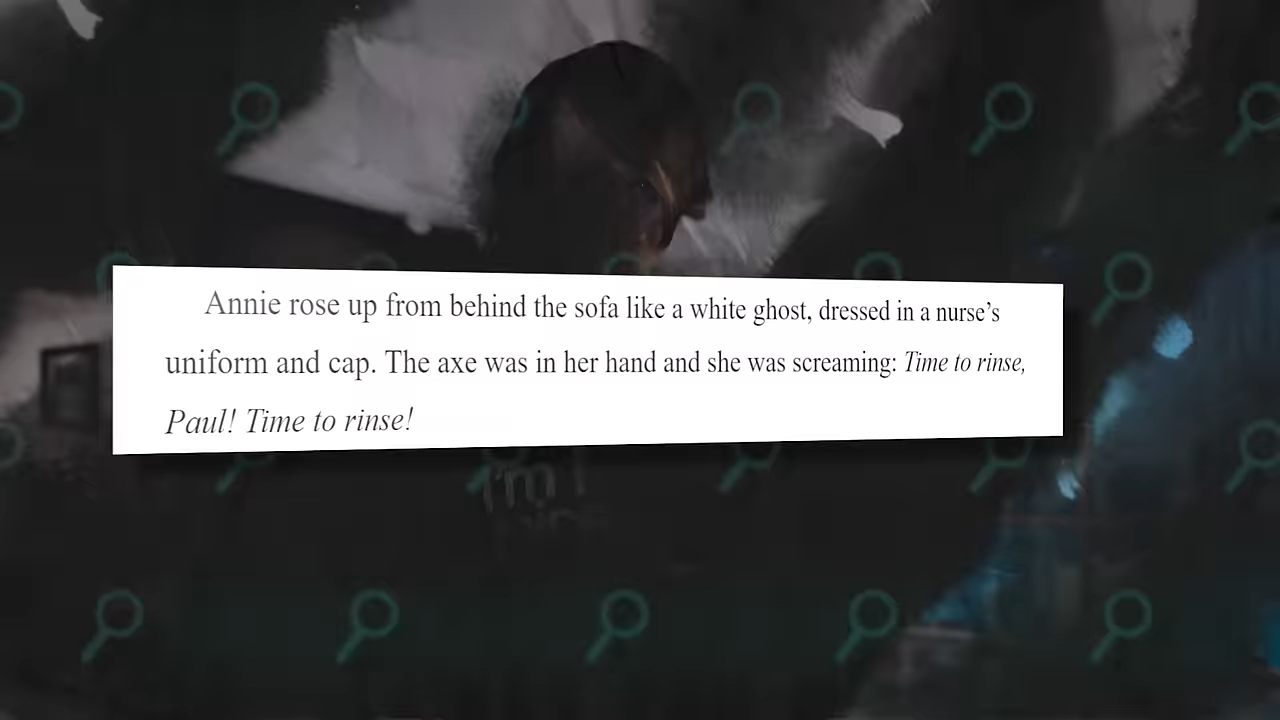 Annie rose up from behind the sofa like a white ghost, dressed in a nurse’s
uniform and cap. The axe was in her hand and she was screaming: Time to rinse,
Paul! Time to rinse!
I'm